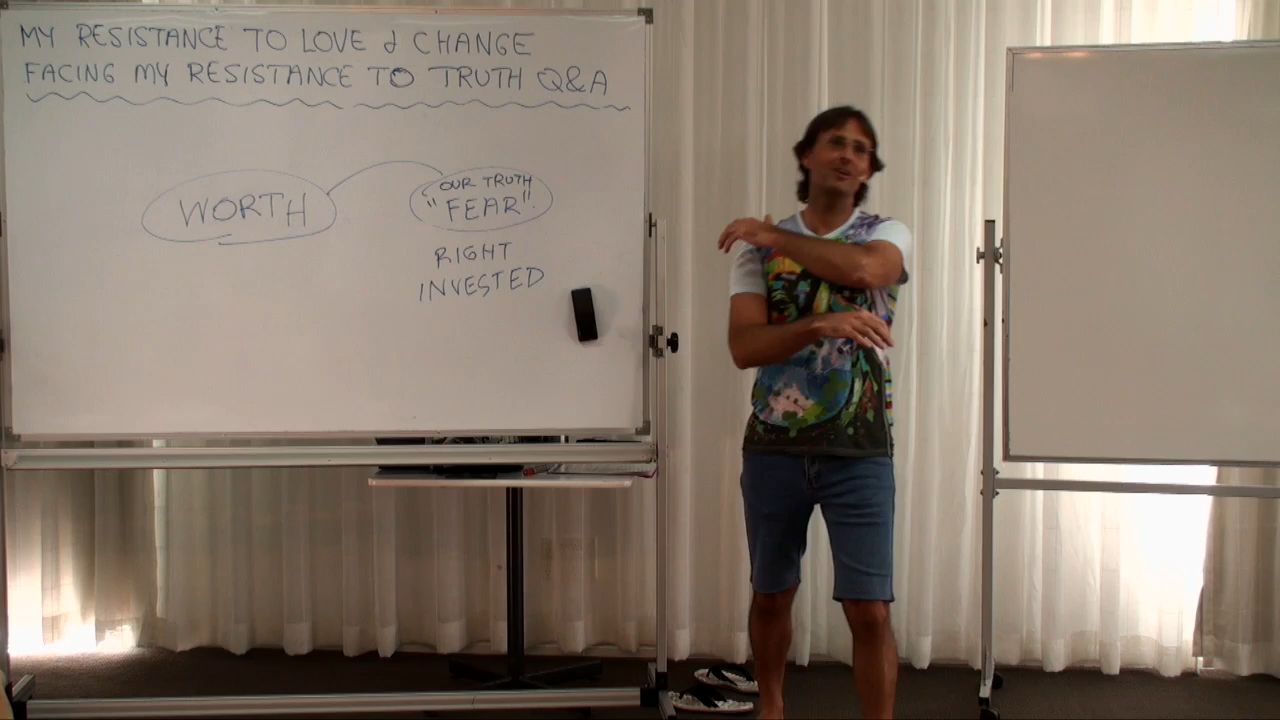 MY RESISTANCE TO LOVE & CHANGE
FACING MY RESISTANCE TO TRUTH Q&A
WORTH
OUR TRUTH
"FEAR"
RIGHT
INVESTED